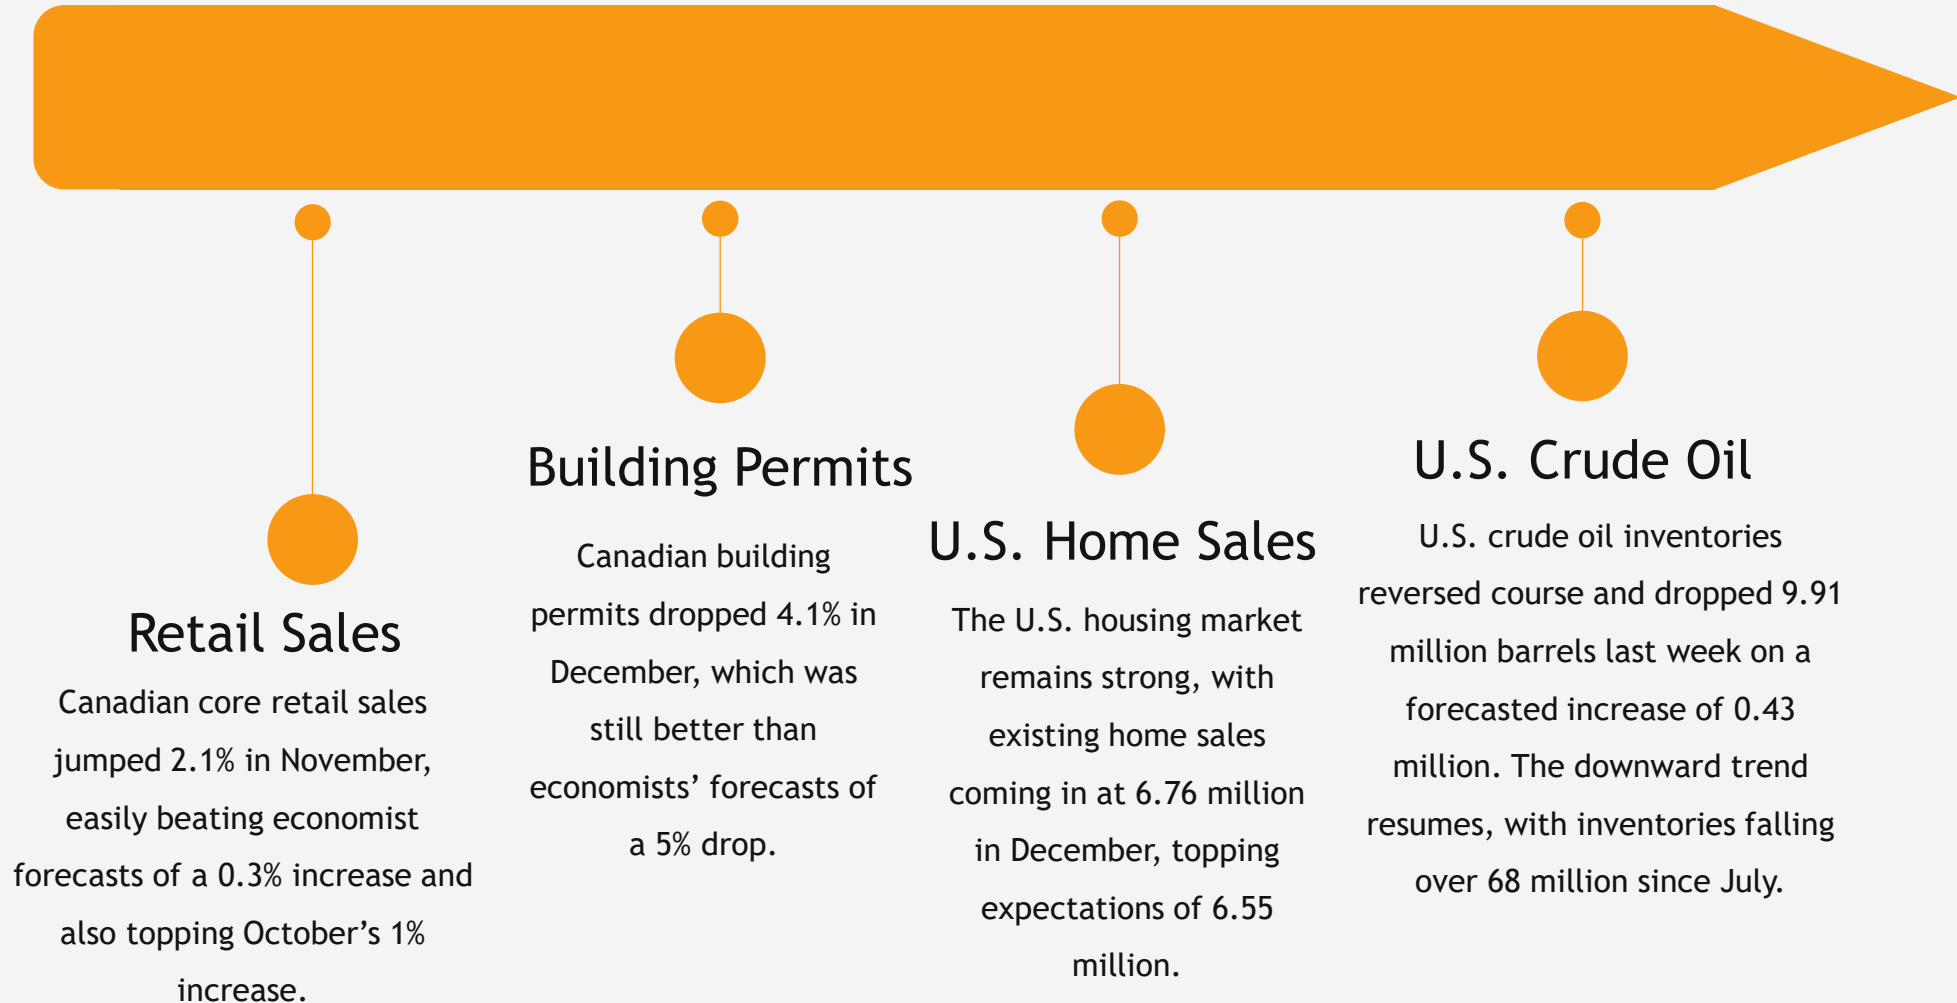 Retail Sales
Canadian core retail sales
jumped 2.1% in November,
easily beating economist
forecasts of a 0.3% increase and
also topping October’s 1%
increase.
Building Permits
Canadian building
permits dropped 4.1% in
December, which was
still better than
economists’ forecasts of
a 5% drop.
U.S. Home Sales
The U.S. housing market
remains strong, with
existing home sales
coming in at 6.76 million
in December, topping
expectations of 6.55
million.
U.S. Crude Oil
U.S. crude oil inventories
reversed course and dropped 9.91
million barrels last week on a
forecasted increase of 0.43
million. The downward trend
resumes, with inventories falling
over 68 million since July.